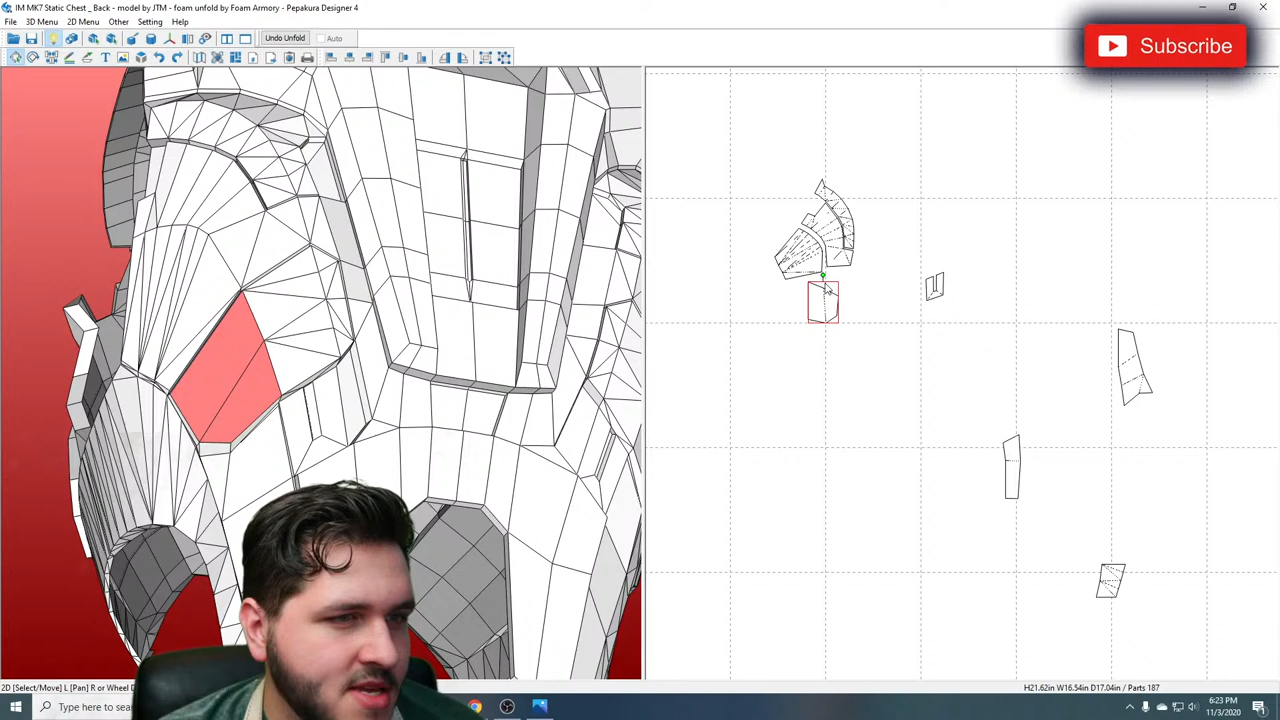 IM MK7 Static Chest _ Back - model by JTM - foam unfold by Foam Armory - Pepakura Designer 4
File 3D Menu 2D Menu Other Setting Help
Subscribe
Undo Unfold Auto
2D [Select/Move] L [Pan] R or Wheel D
H21.62in W16.54in D17.04in / Parts 187
Type here to
6:23 PM
11/3/2020